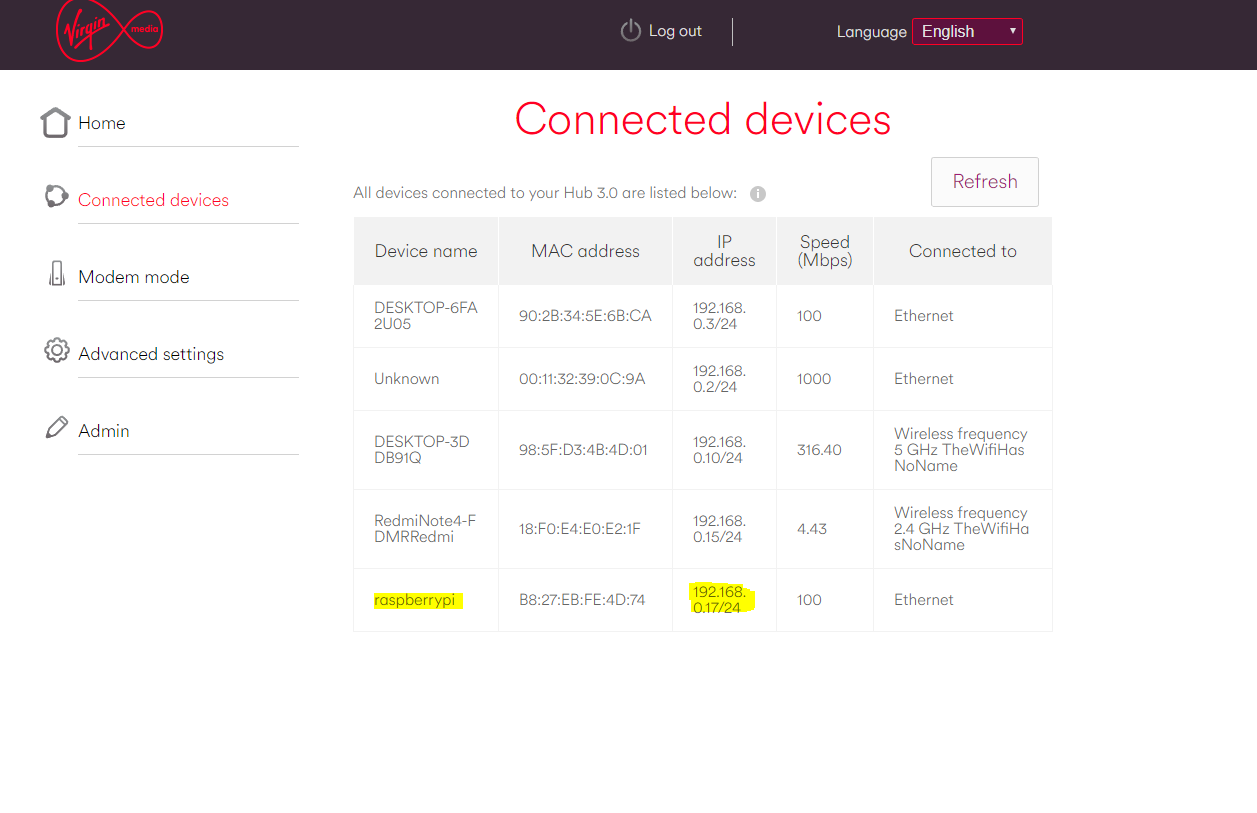 Virgin media
Log out
Language English
Home
Connected devices
Modem mode
Advanced settings
Admin
Connected devices
All devices connected to your Hub 3.0 are listed below: i
Refresh
Device name MAC address IP address Speed (Mbps) Connected to
DESKTOP-6FA2U05 90:2B:34:5E:6B:CA 192.168.0.3/24 100 Ethernet
Unknown 00:11:32:39:0C:9A 192.168.0.2/24 1000 Ethernet
DESKTOP-3DDB91Q 98:5F:D3:4B:4D:01 192.168.0.10/24 316.40 Wireless frequency 5 GHz TheWifiHasNoName
RedmiNote4-FDMRRedmi 18:F0:E4:E0:E2:1F 192.168.0.15/24 4.43 Wireless frequency 2.4 GHz TheWifiHasNoName
raspberrypi B8:27:EB:FE:4D:74 192.168.0.17/24 100 Ethernet